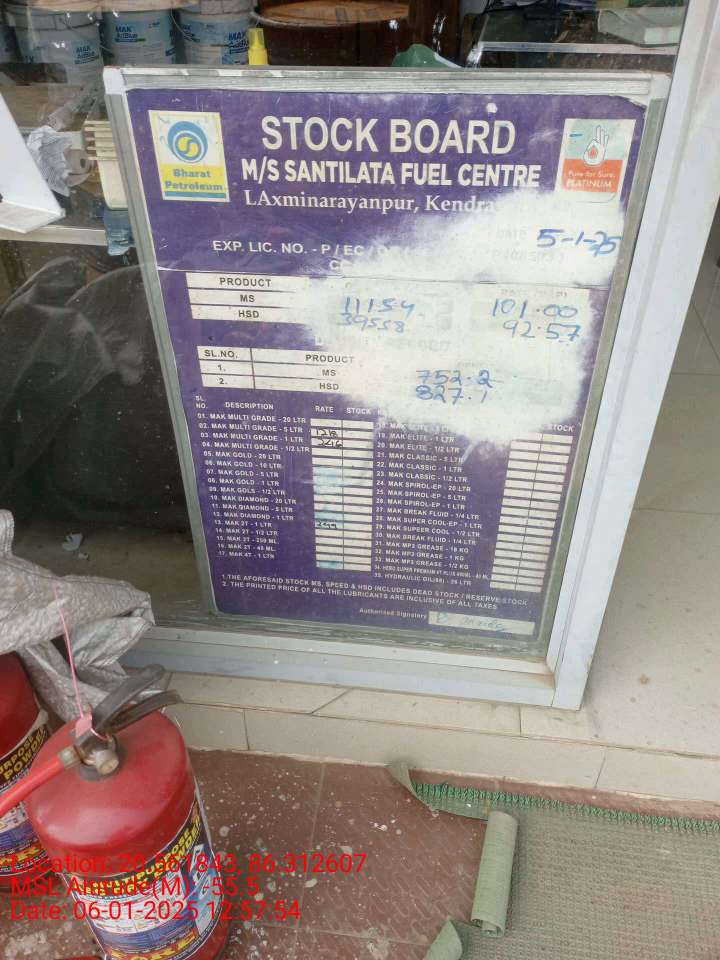 MAK
AdBlue
STOCK BOARD
M/S SANTILATA FUEL CENTRE
LAxminarayanpur,
Bharat
Petroleum
Pure for Sure
PLATINUM
DATE 5-1-25
EXP. LIC. NO. - P / EC /
PRODUCT
MS 11154 101.00
HSD 39558 92.57
SL.NO. PRODUCT
1. MS 752.2
2. HSD 827.1
SL. NO. DESCRIPTION RATE STOCK
STOCK
01. MAK MULTI GRADE - 20 LTR
02. MAK MULTI GRADE - 5 LTR
03. MAK MULTI GRADE - 1 LTR
04. MAK MULTI GRADE - 1/2 LTR
05. MAK GOLD - 20 LTR
06. MAK GOLD - 10 LTR
07. MAK GOLD - 5 LTR
08. MAK GOLD - 1 LTR
09. MAK GOLS - 1/2 LTR
10. MAK DIAMOND - 20 LTR
11. MAK DIAMOND - 5 LTR
12. MAK DIAMOND - 1 LTR
13. MAK 2T - 1 LTR
14. MAK 2T - 1/2 LTR
15. MAK 2T - 250 ML.
16. MAK 2T - 40 ML.
17. MAK 4T - 1 LTR
19. MAK ELITE - 1 LTR
20. MAK ELITE - 1/2 LTR
21. MAK CLASSIC - 5 LTR
22. MAK CLASSIC - 1 LTR
23. MAK CLASSIC - 1/2 LTR
24. MAK SPIROL-EP - 20 LTR
25. MAK SPIROL-EP - 5 LTR
26. MAK SPIROL-EP - 1 LTR
27. MAK BREAK FLUID - 1/4 LTR
28. MAK SUPER COOL-EP - 1 LTR
29. MAK SUPER COOL - 1/2 LTR
30. MAK BREAK FLUID - 1/4 LTR
31. MAK MP3 GREASE - 18 KG
32. MAK MP3 GREASE - 1 KG
33. MAK MP3 GREASE - 1/2 KG
35. HYDRAULIC OIL(68) - 26 LTR
1.THE AFORESAID STOCK MS, SPEED & HSD INCLUDES DEAD STOCK / RESERVE STOCK
2. THE PRINTED PRICE OF ALL THE LUBRICANTS ARE INCLUSIVE OF ALL TAXES
Authorised Signatory
Location: 20.561843, 86.312607
MSL Altitude(M): -55.5
Date: 06-01-2025 12:57:54